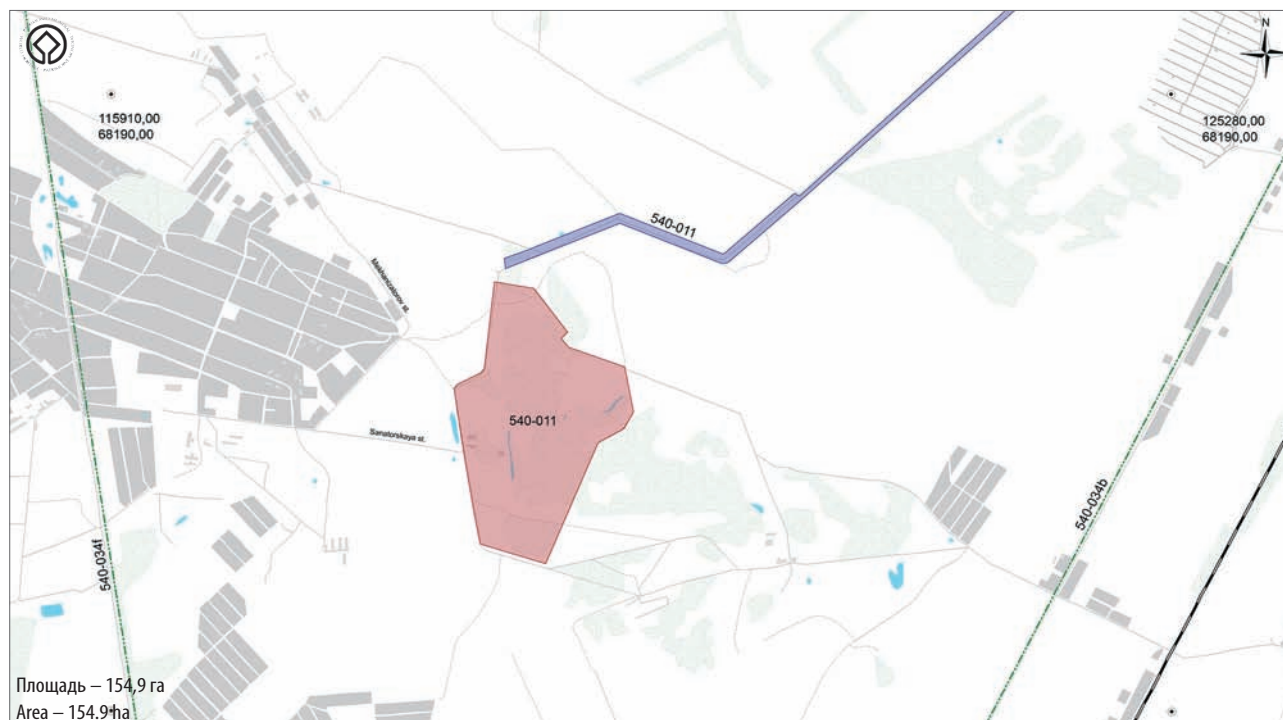 N
115910,00
68190,00
125280,00
68190,00
540-011
Mekhanizatorov st.
540-011
Sanatorskaya st.
540-034f
540-034b
Площадь – 154,9 га
Area – 154.9 ha